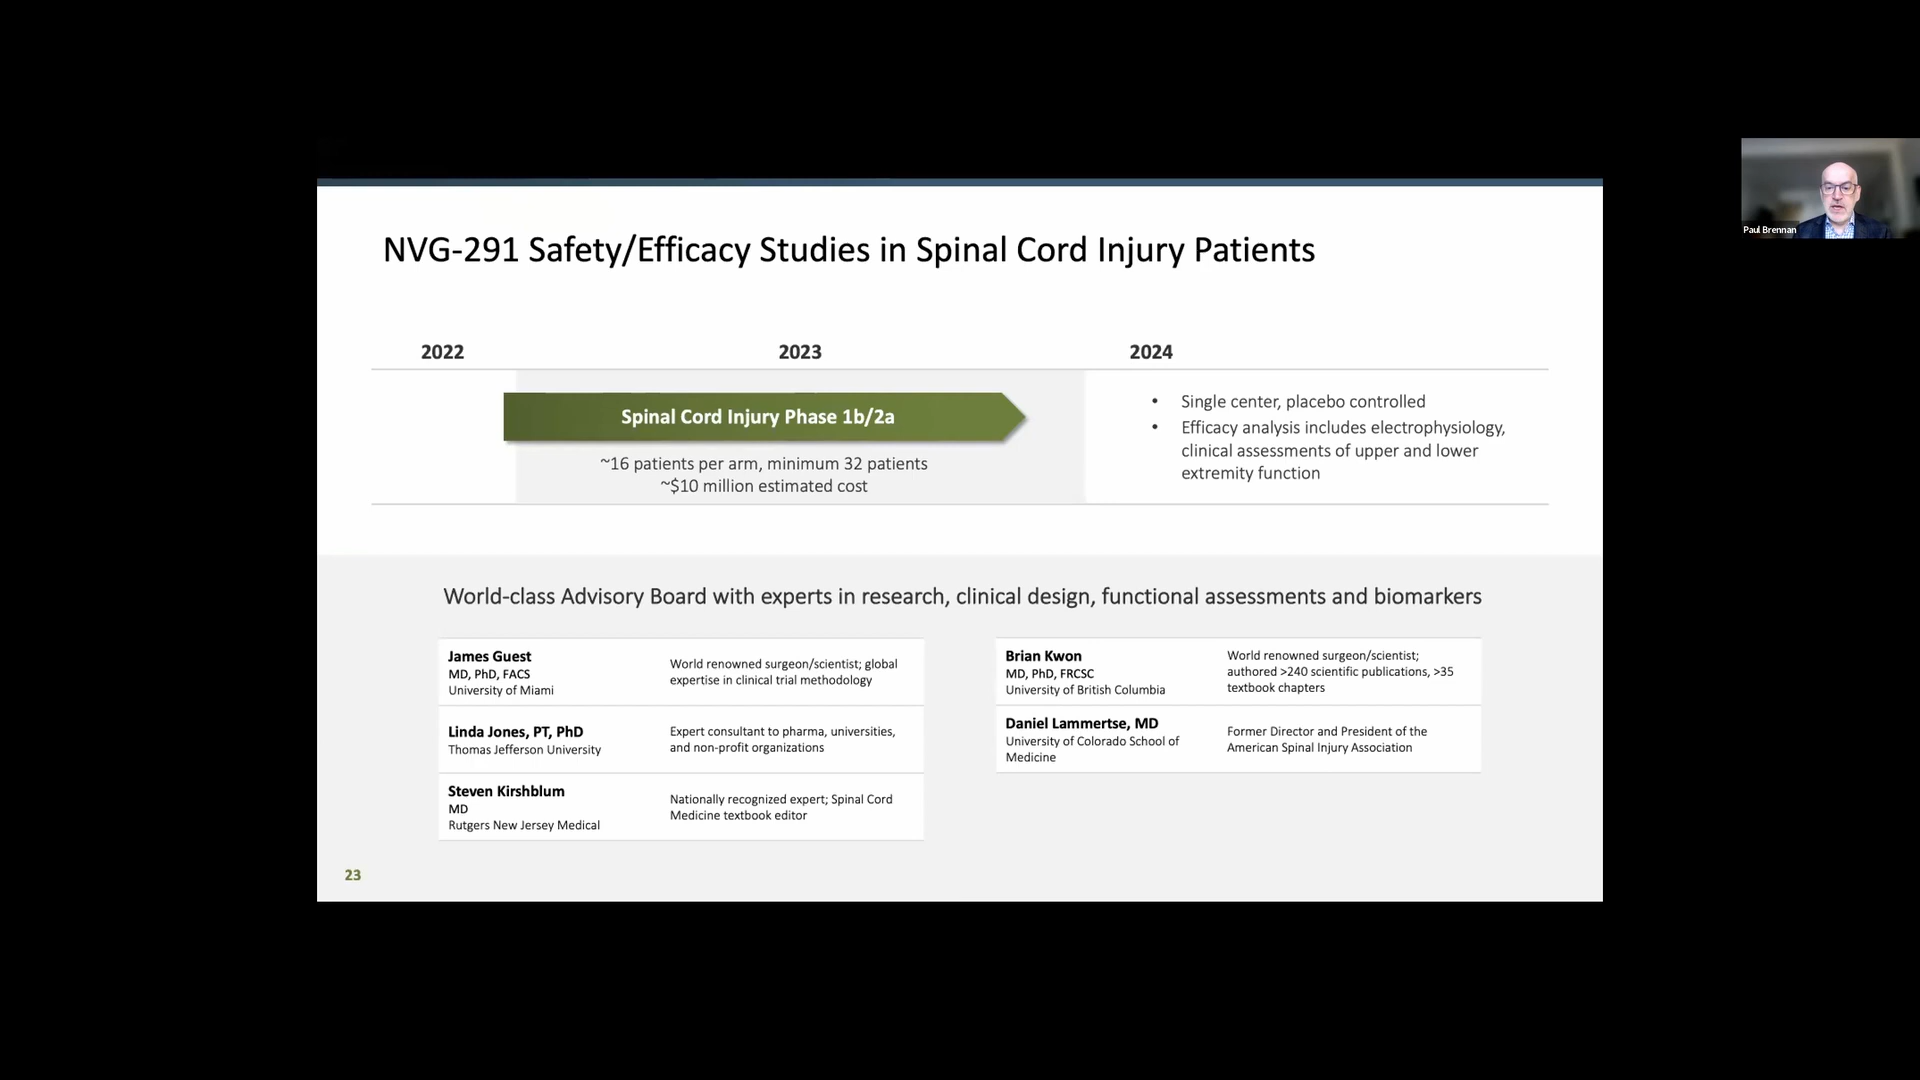 NVG-291 Safety/Efficacy Studies in Spinal Cord Injury Patients
2022
2023
2024
Spinal Cord Injury Phase 1b/2a
~16 patients per arm, minimum 32 patients
~$10 million estimated cost
• Single center, placebo controlled
• Efficacy analysis includes electrophysiology,
clinical assessments of upper and lower
extremity function
World-class Advisory Board with experts in research, clinical design, functional assessments and biomarkers
James Guest
MD, PhD, FACS
University of Miami
World renowned surgeon/scientist; global
expertise in clinical trial methodology
Linda Jones, PT, PhD
Thomas Jefferson University
Expert consultant to pharma, universities,
and non-profit organizations
Steven Kirshblum
MD
Rutgers New Jersey Medical
Nationally recognized expert; Spinal Cord
Medicine textbook editor
Brian Kwon
MD, PhD, FRCSC
University of British Columbia
World renowned surgeon/scientist;
authored >240 scientific publications, >35
textbook chapters
Daniel Lammertse, MD
University of Colorado School of
Medicine
Former Director and President of the
American Spinal Injury Association
23
Paul Brennan